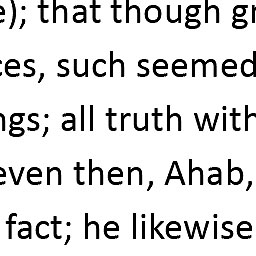 e); that though gr
ces, such seemed
ngs; all truth with
even then, Ahab,
fact; he likewise